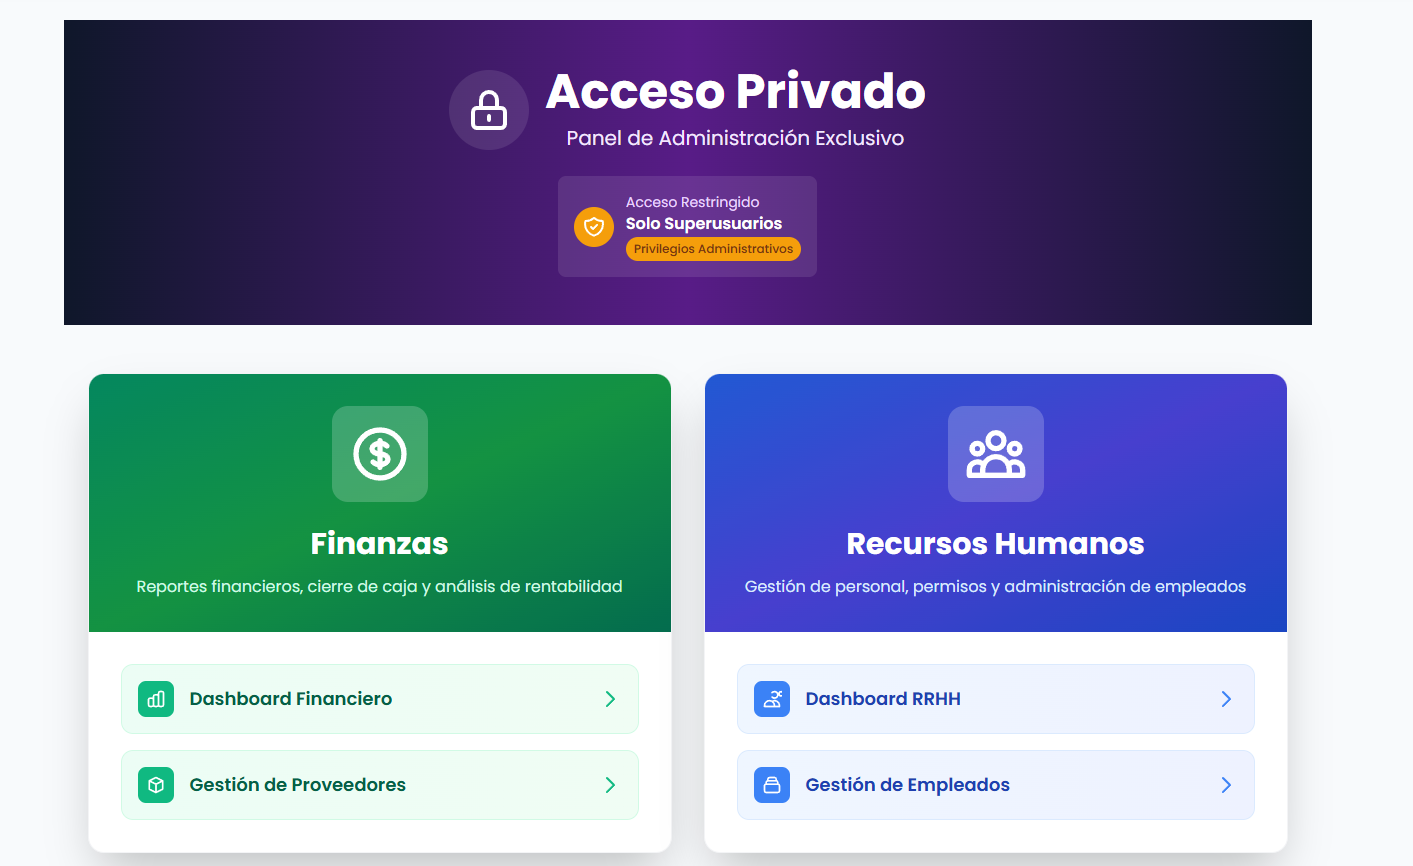 Acceso Privado
Panel de Administración Exclusivo
Acceso Restringido
Solo Superusuarios
Privilegios Administrativos
Finanzas
Reportes financieros, cierre de caja y análisis de rentabilidad
Dashboard Financiero
Gestión de Proveedores
Recursos Humanos
Gestión de personal, permisos y administración de empleados
Dashboard RRHH
Gestión de Empleados